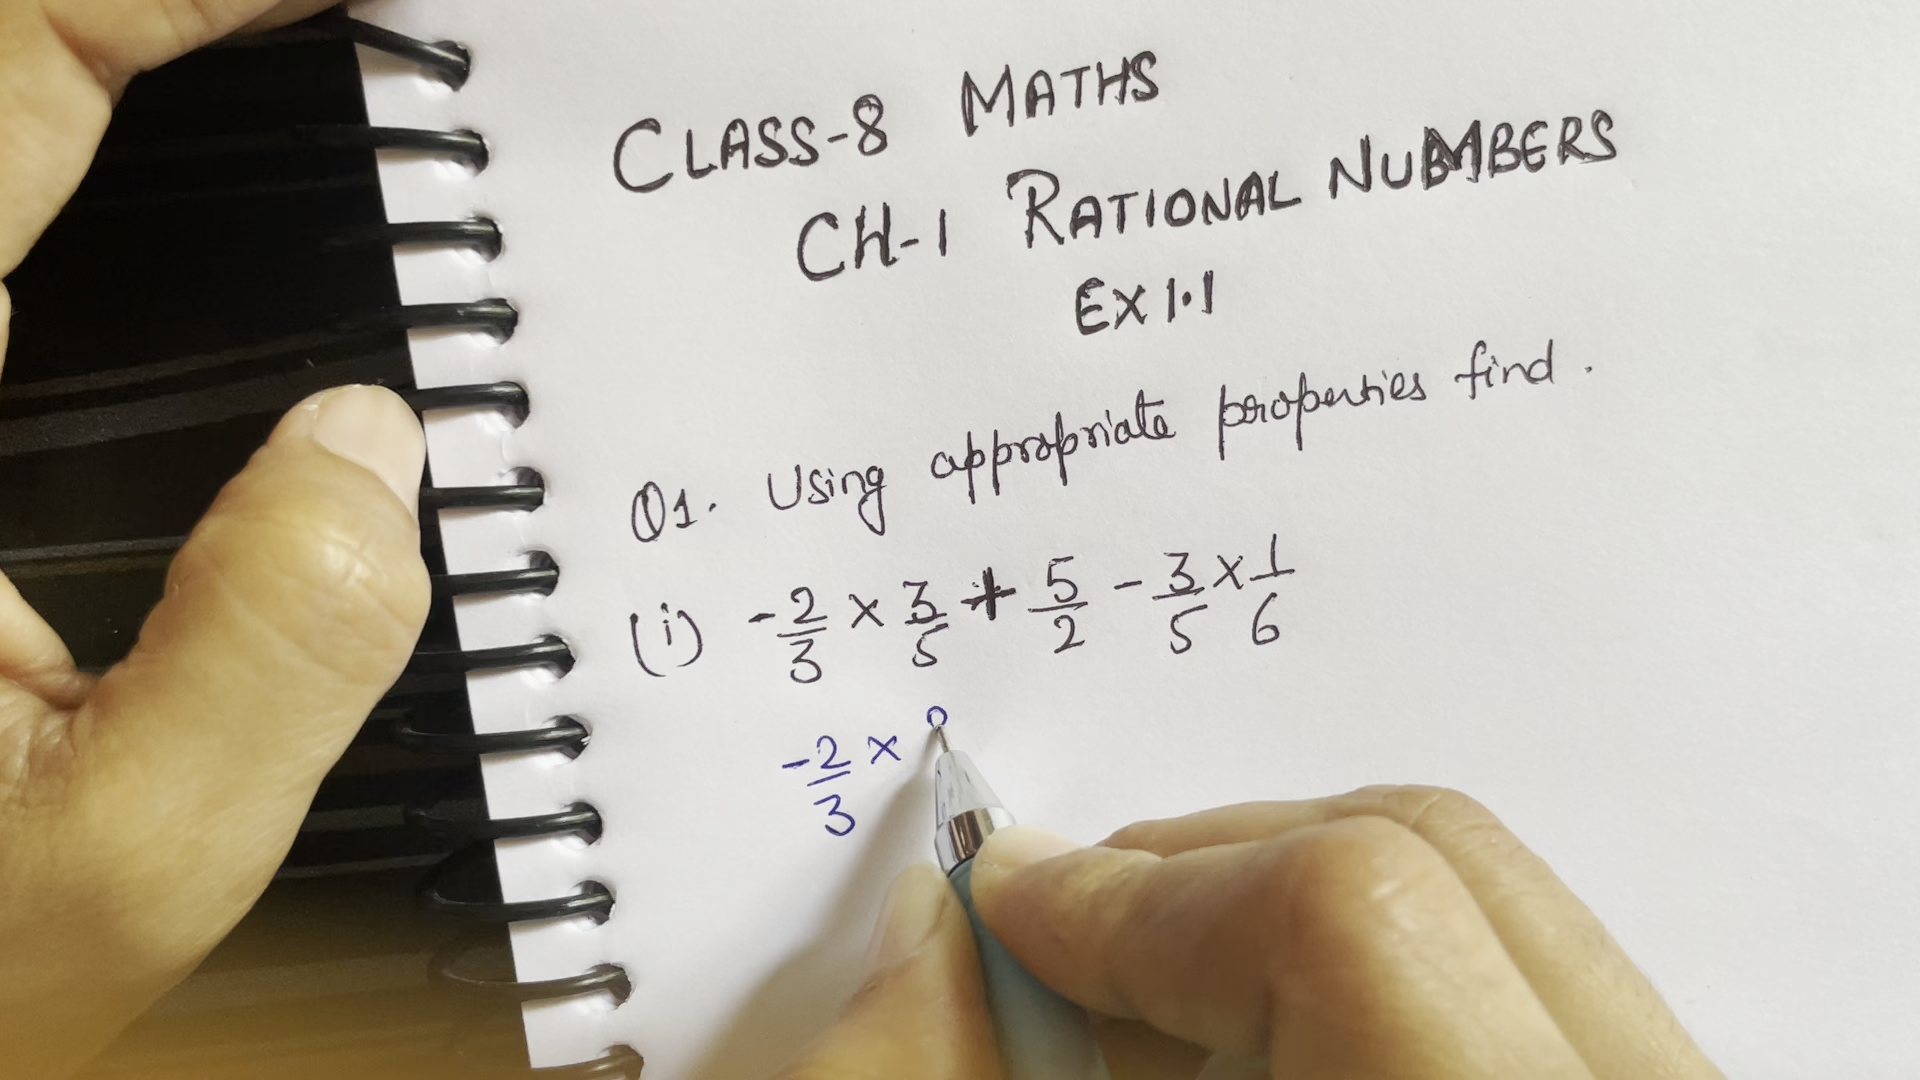 CLASS-8 MATHS
CH-1 RATIONAL NUMBERS
EX 1.1
Q1. Using appropriate properties find.
(i) -2/3 × 3/5 + 5/2 - 3/5 × 1/6
-2/3 ×